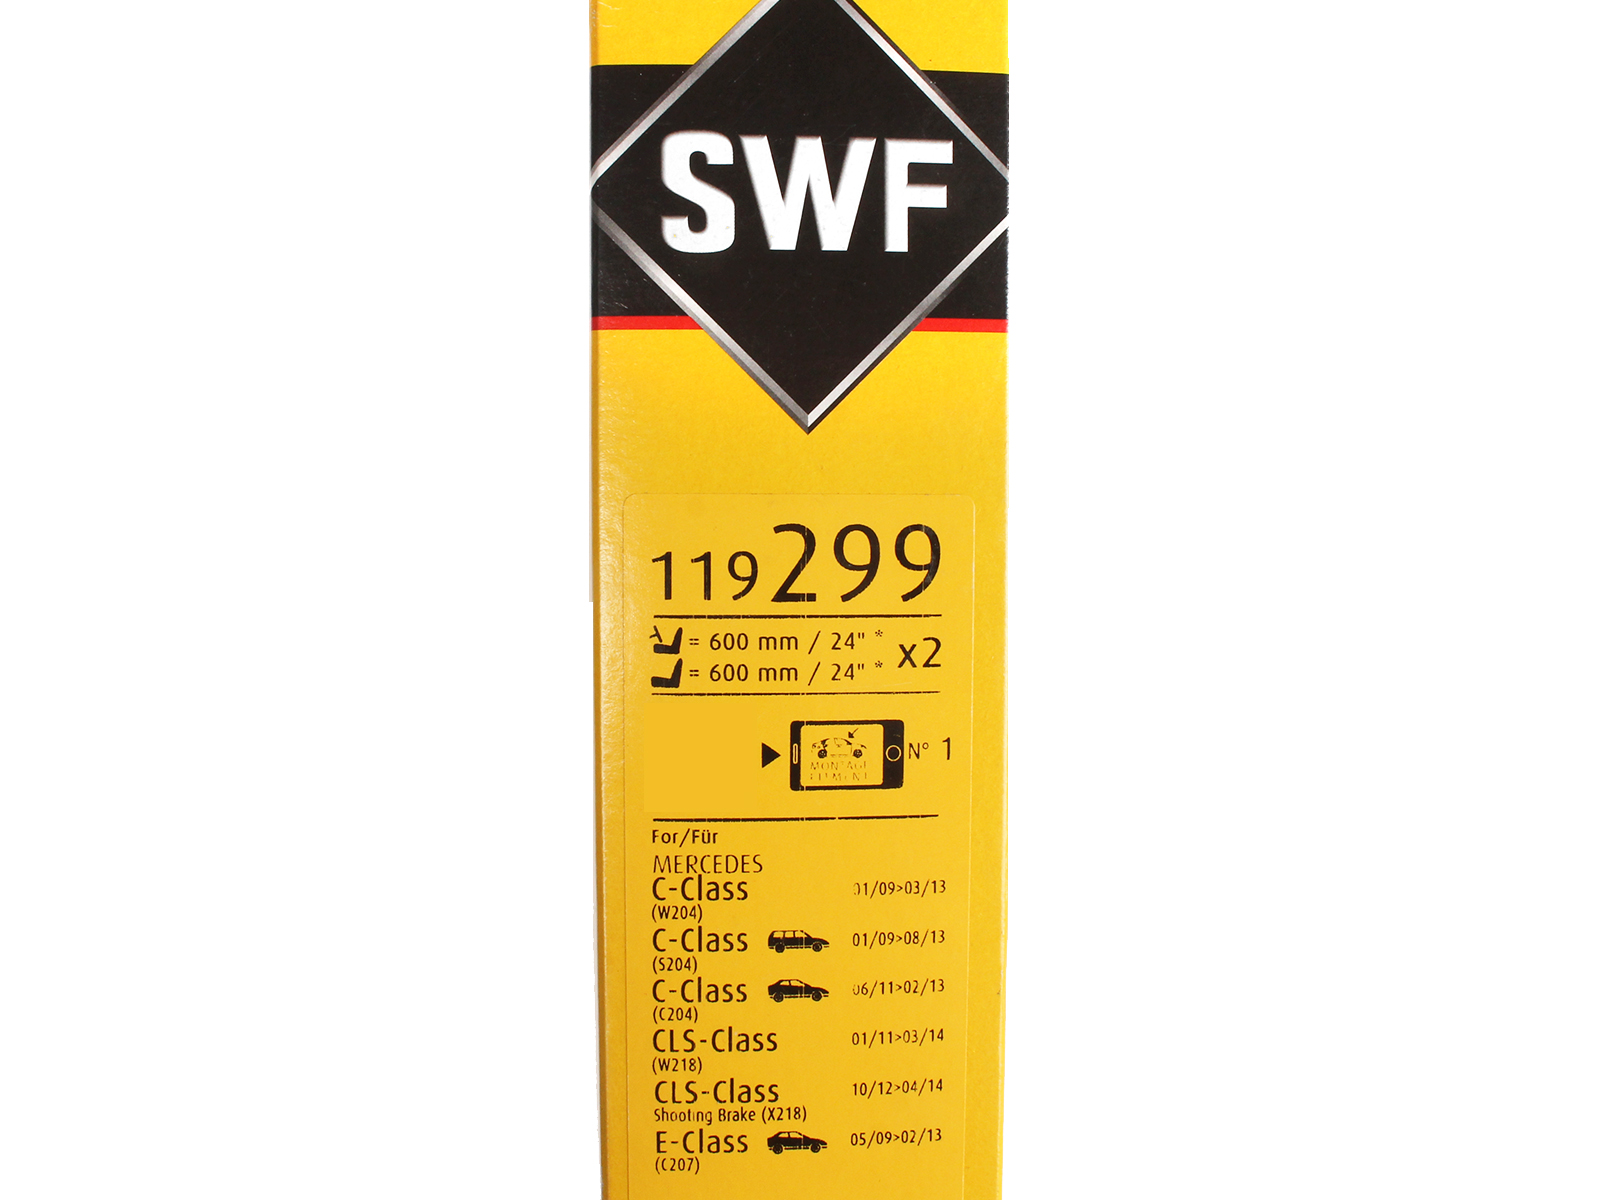 SWF
119299
= 600 mm / 24" * x2
= 600 mm / 24" *
MONTAGE
ELEMENT
N° 1
For/Für
MERCEDES
C-Class 01/09>03/13
(W204)
C-Class 01/09>08/13
(S204)
C-Class 06/11>02/13
(C204)
CLS-Class 01/11>03/14
(W218)
CLS-Class 10/12>04/14
Shooting Brake (X218)
E-Class 05/09>02/13
(C207)